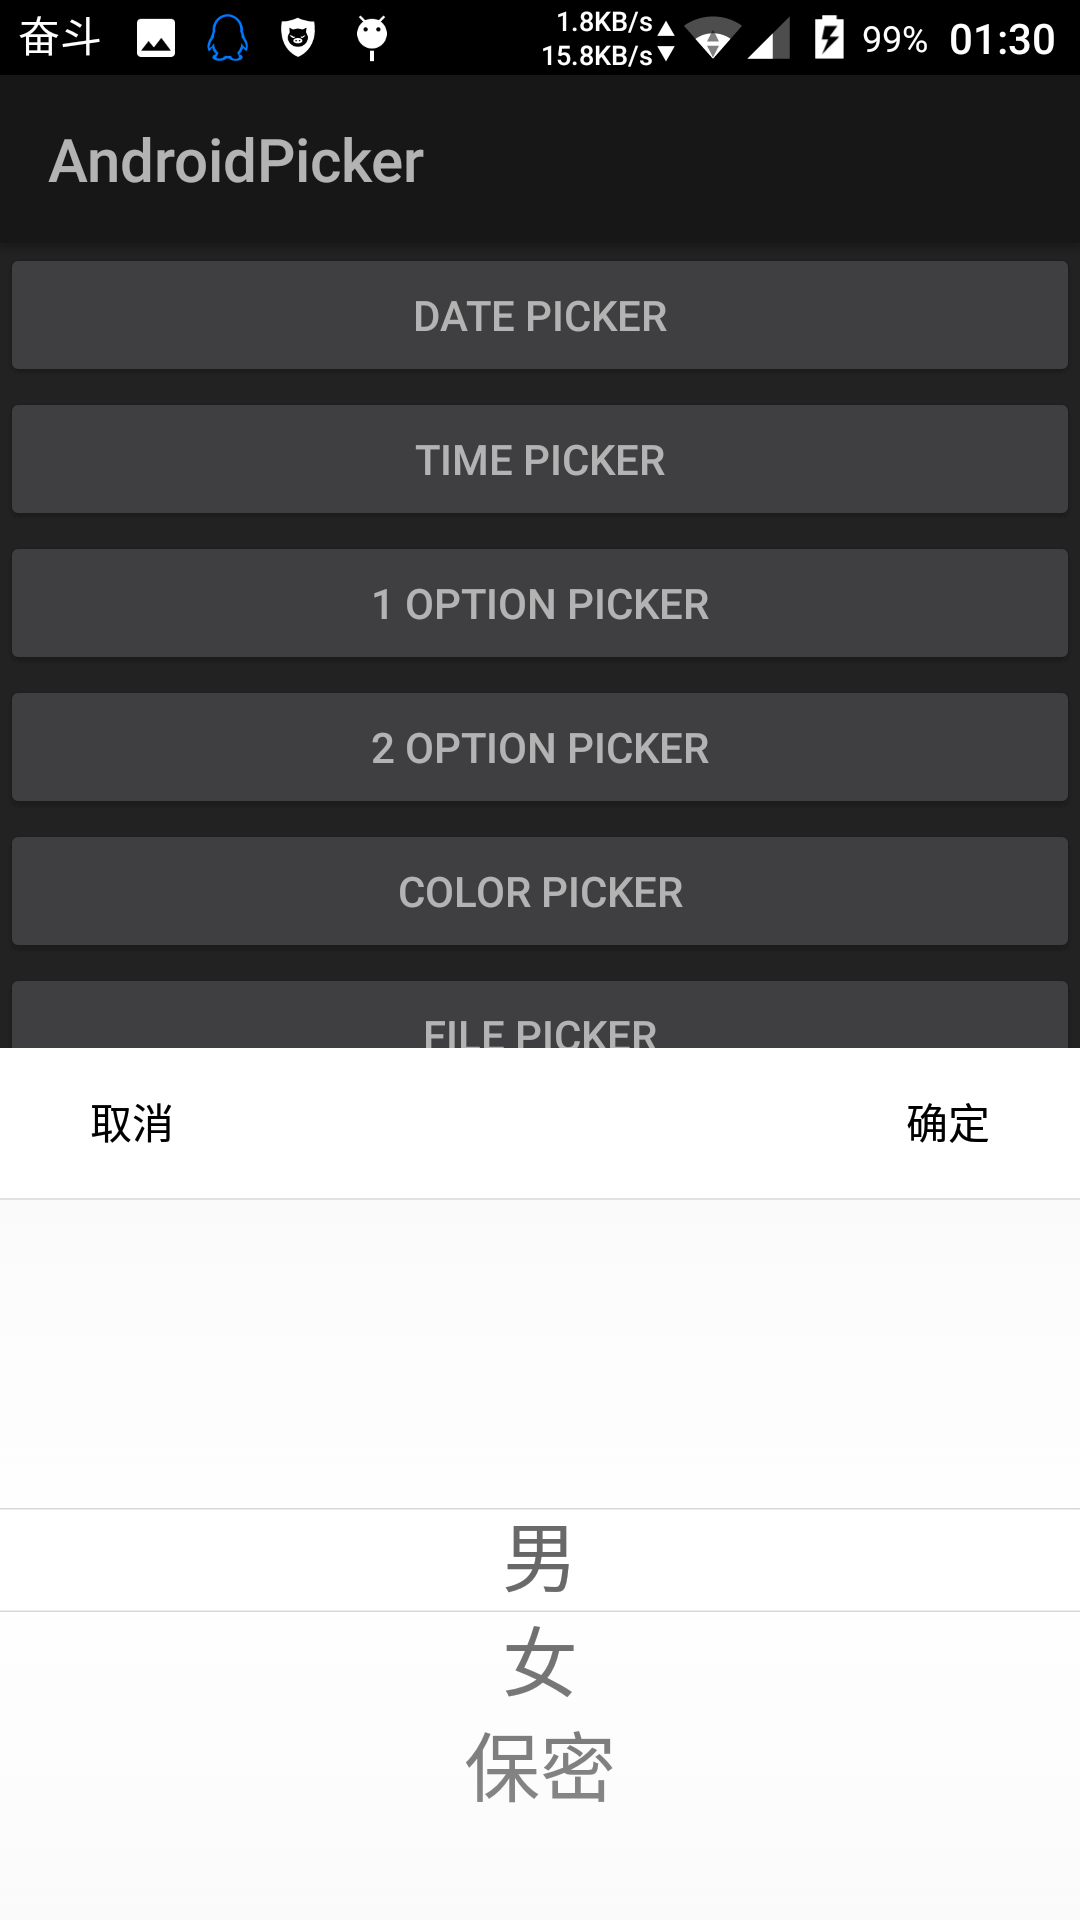 奋斗 1.8KB/s 99% 01:30
15.8KB/s
AndroidPicker
DATE PICKER
TIME PICKER
1 OPTION PICKER
2 OPTION PICKER
COLOR PICKER
FILE PICKER
取消 确定
男
女
保密